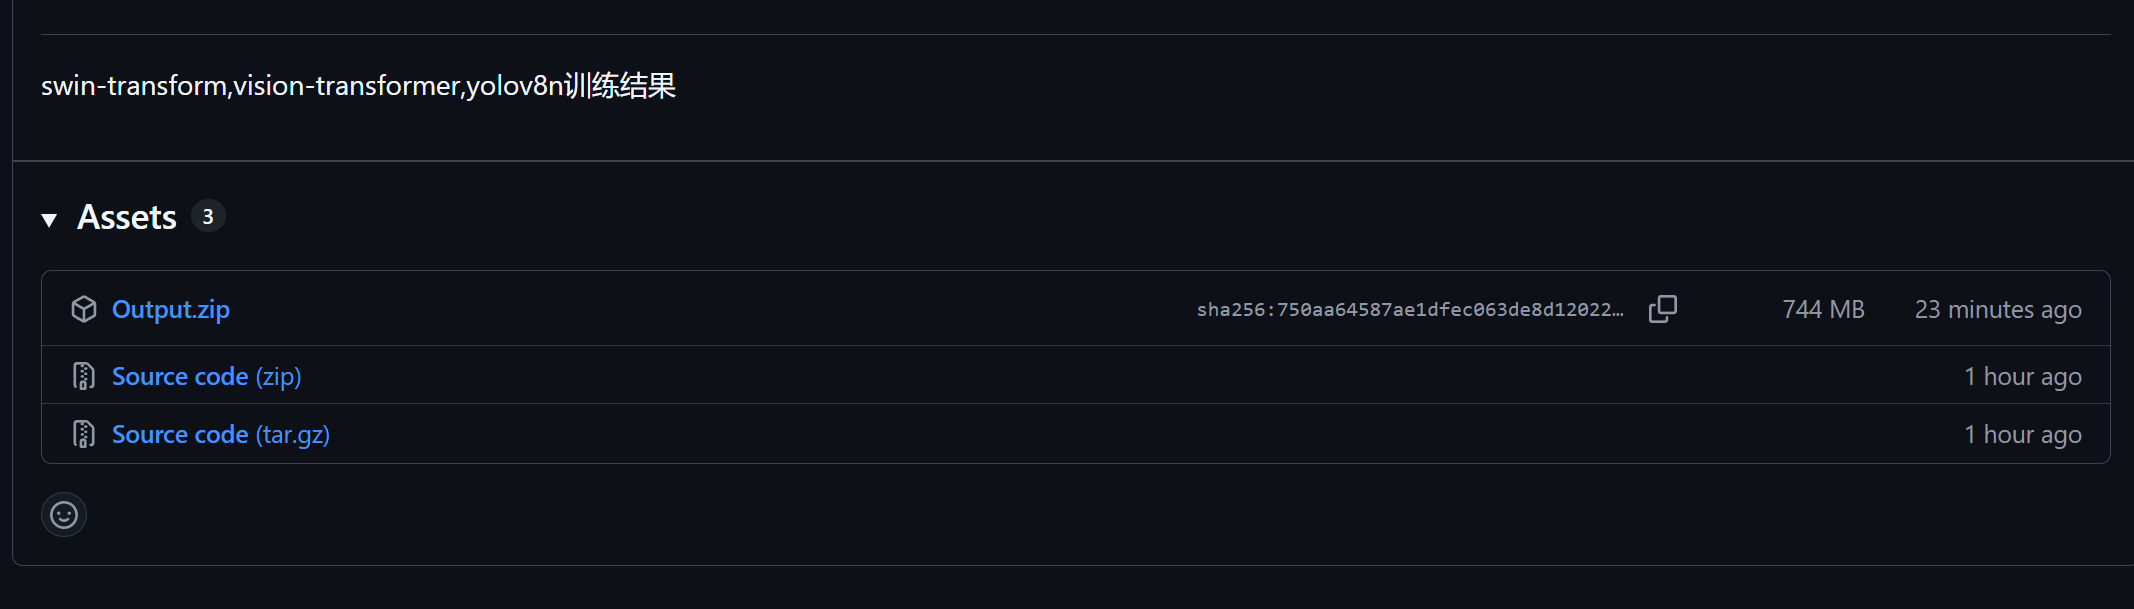 swin-transform,vision-transformer,yolov8n训练结果
Assets 3
Output.zip sha256:750aa64587ae1dfec063de8d12022… 744 MB 23 minutes ago
Source code (zip) 1 hour ago
Source code (tar.gz) 1 hour ago